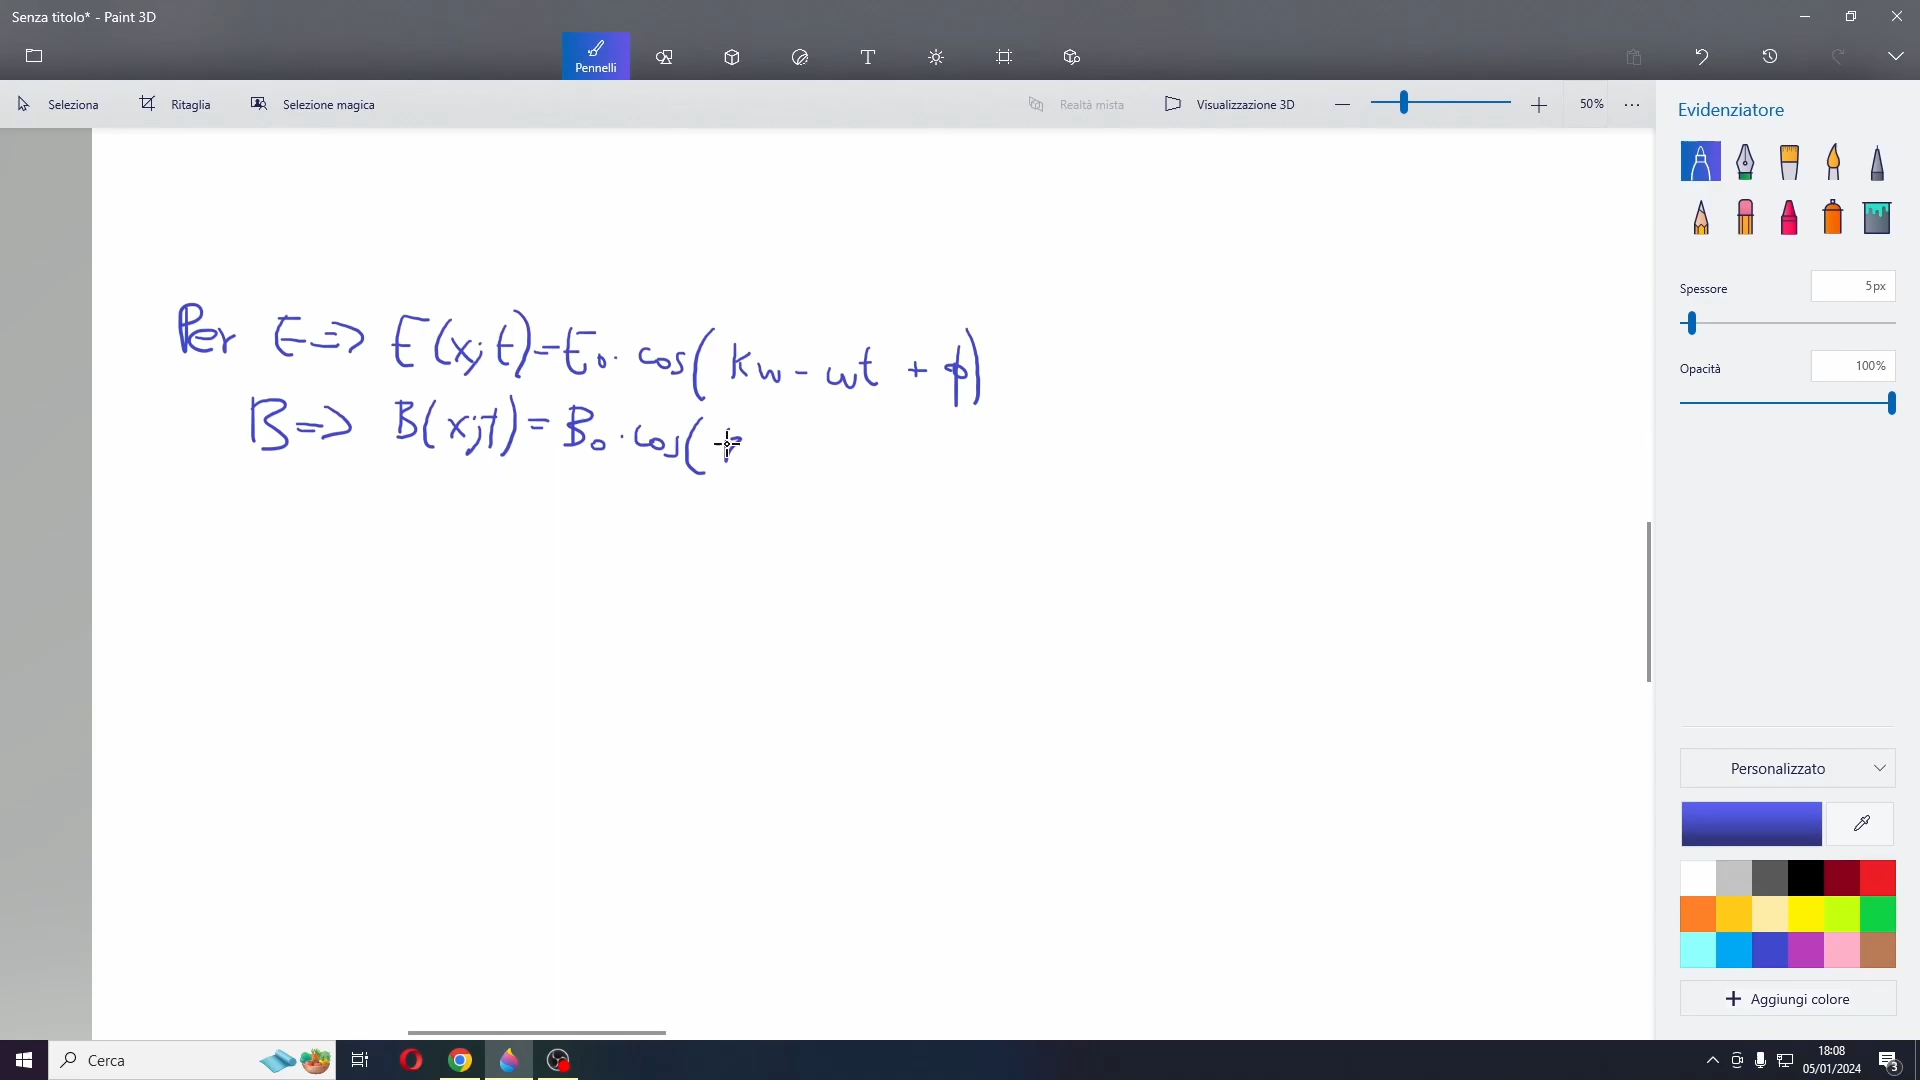 Senza titolo* - Paint 3D
Pennelli
Seleziona Ritaglia Selezione magica Realtà mista Visualizzazione 3D 50%
Evidenziatore
Spessore 5px
Opacità 100%
Per E => E(x;t)=E₀· cos( kw - ωt + φ)
B => B(x;t) = B₀ · cos(
Personalizzato
Aggiungi colore
Cerca
18:08
05/01/2024
3